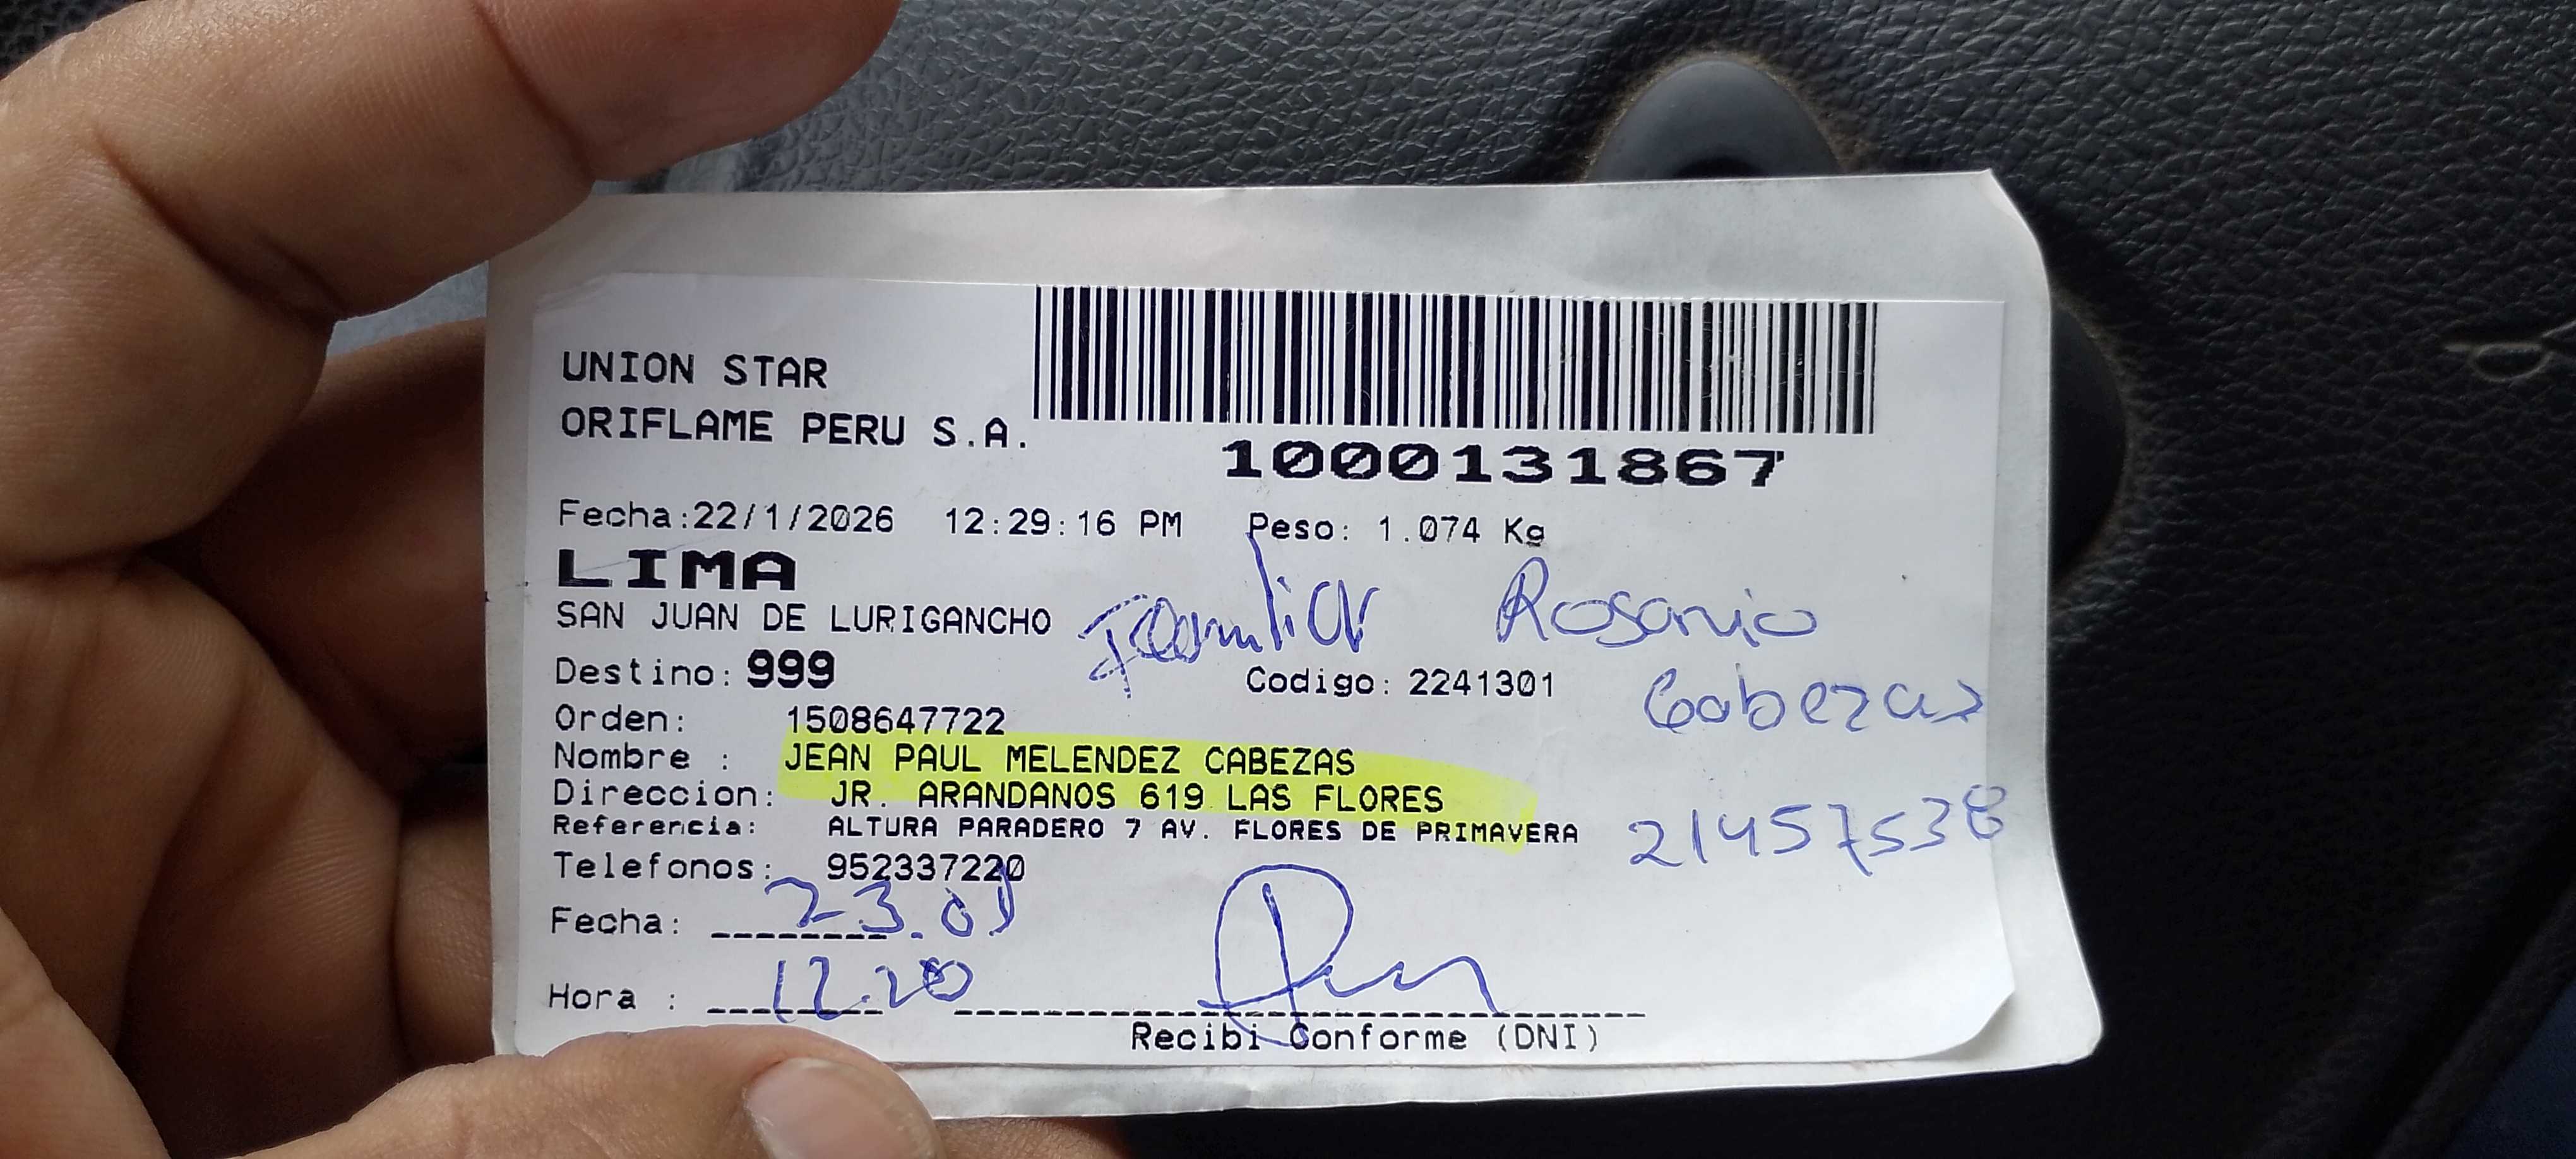 UNION STAR
ORIFLAME PERU S.A.
1000131867
Fecha:22/1/2026 12:29:16 PM Peso: 1.074 Kg
LIMA
SAN JUAN DE LURIGANCHO
Familiar Rosario
Cabezas
Destino: 999 Codigo: 2241301
Orden: 1508647722
Nombre : JEAN PAUL MELENDEZ CABEZAS
Direccion: JR. ARANDANOS 619 LAS FLORES
Referencia: ALTURA PARADERO 7 AV. FLORES DE PRIMAVERA
21457538
Telefonos: 952337220
Fecha: 23.01
Hora : 12.20
Recibi Conforme (DNI)